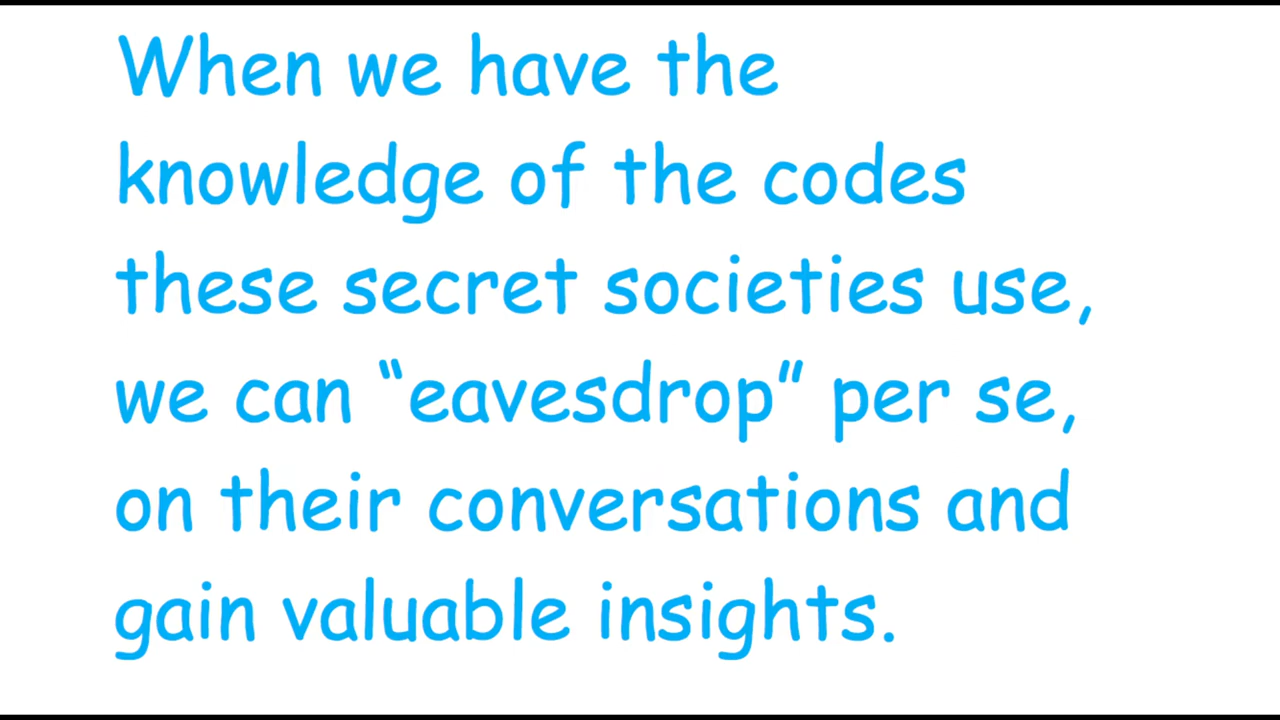 When we have the
knowledge of the codes
these secret societies use,
we can “eavesdrop” per se,
on their conversations and
gain valuable insights.